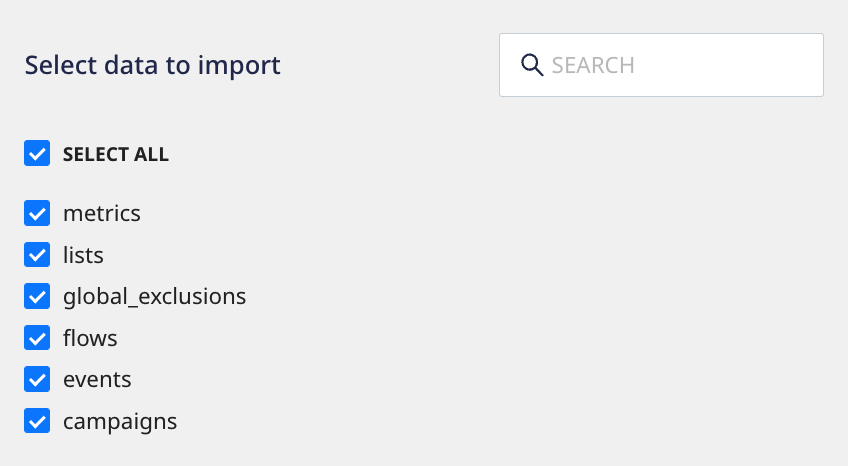 Select data to import
SEARCH
SELECT ALL
metrics
lists
global_exclusions
flows
events
campaigns